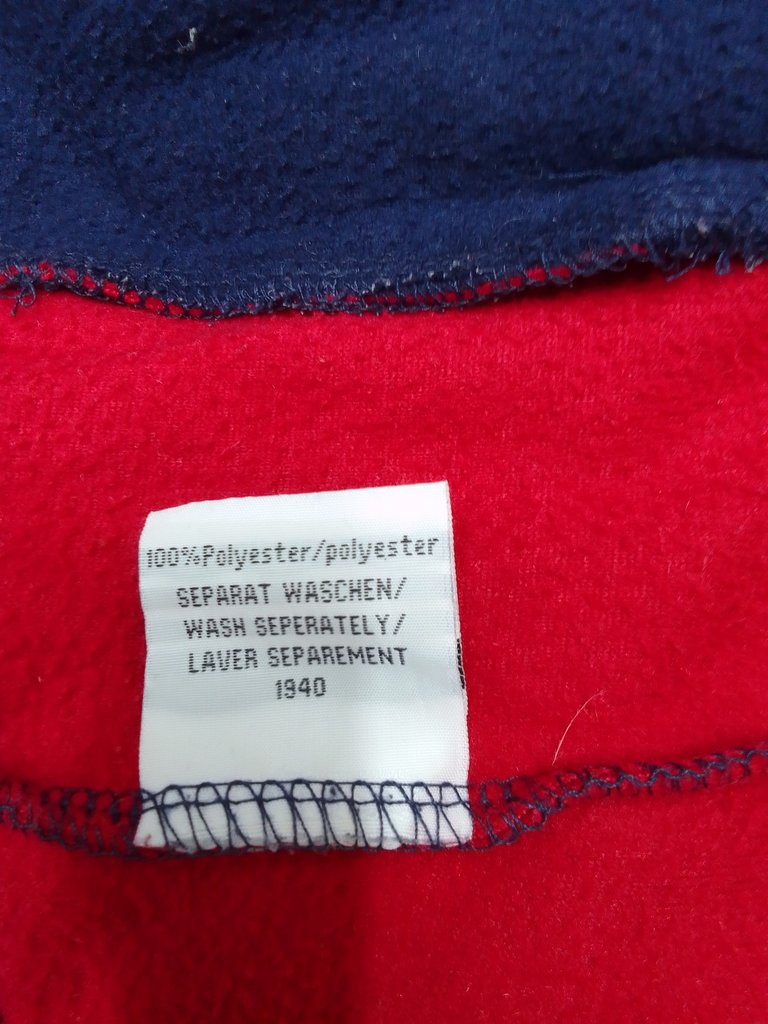 100%Polyester/polyester
SEPARAT WASCHEN/
WASH SEPERATELY/
LAVER SEPAREMENT
1940